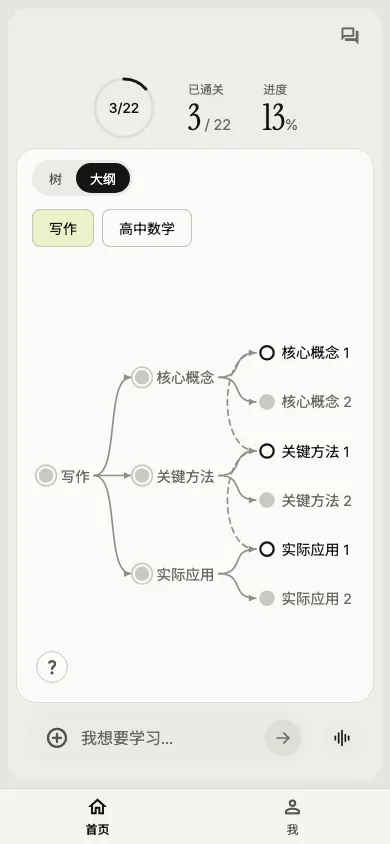 3/22
已通关
3 / 22
进度
13%
树
大纲
写作
高中数学
核心概念 1
核心概念
核心概念 2
关键方法 1
写作
关键方法
关键方法 2
实际应用 1
实际应用
实际应用 2
?
我想要学习...
首页
我